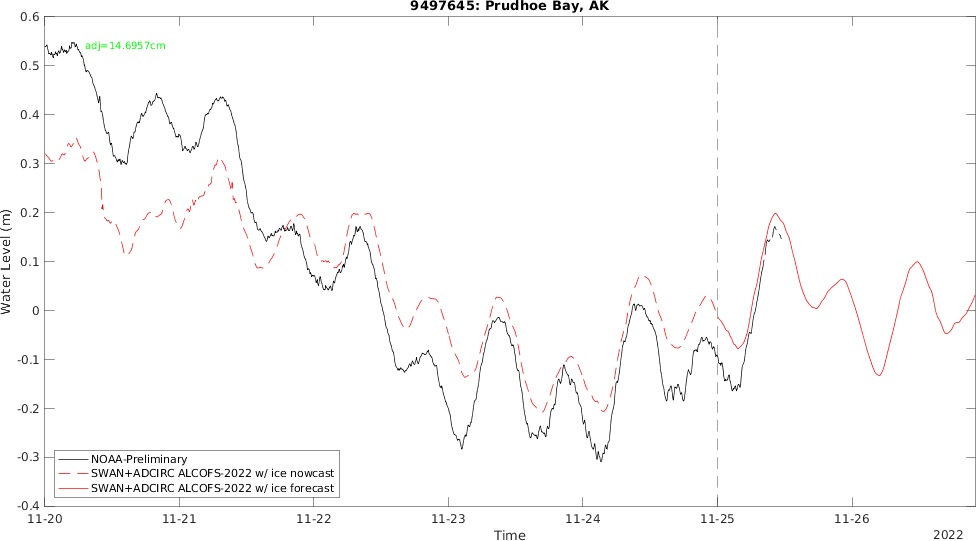 9497645: Prudhoe Bay, AK
0.6
adj=14.6957cm
0.5
0.4
0.3
0.2
0.1
0
-0.1
-0.2
-0.3
-0.4
Water Level (m)
NOAA-Preliminary
SWAN+ADCIRC ALCOFS-2022 w/ ice nowcast
SWAN+ADCIRC ALCOFS-2022 w/ ice forecast
11-20 11-21 11-22 11-23 11-24 11-25 11-26
Time
2022